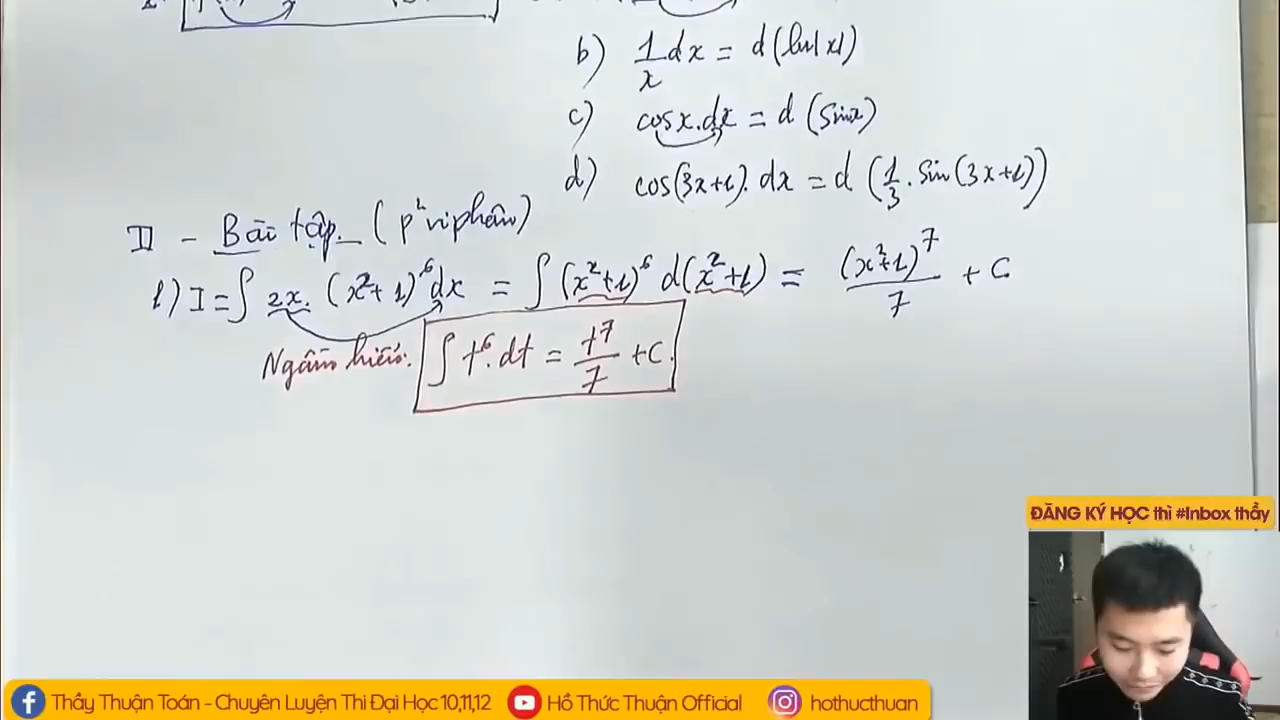 b) 1/x dx = d(ln|x|)
c) cosx.dx = d(sinx)
d) cos(3x+1).dx = d(1/3.sin(3x+1))
II - Bài tập. (p² vi phân)
1) I = ∫ 2x.(x²+1)⁶dx = ∫ (x²+1)⁶ d(x²+1) = (x²+1)⁷/7 + C
Ngầm hiểu: ∫ t⁶.dt = t⁷/7 + C.
ĐĂNG KÝ HỌC thì #Inbox thầy
Thầy Thuận Toán - Chuyên Luyện Thi Đại Học 10,11,12
Hồ Thức Thuận Official
hothucthuan